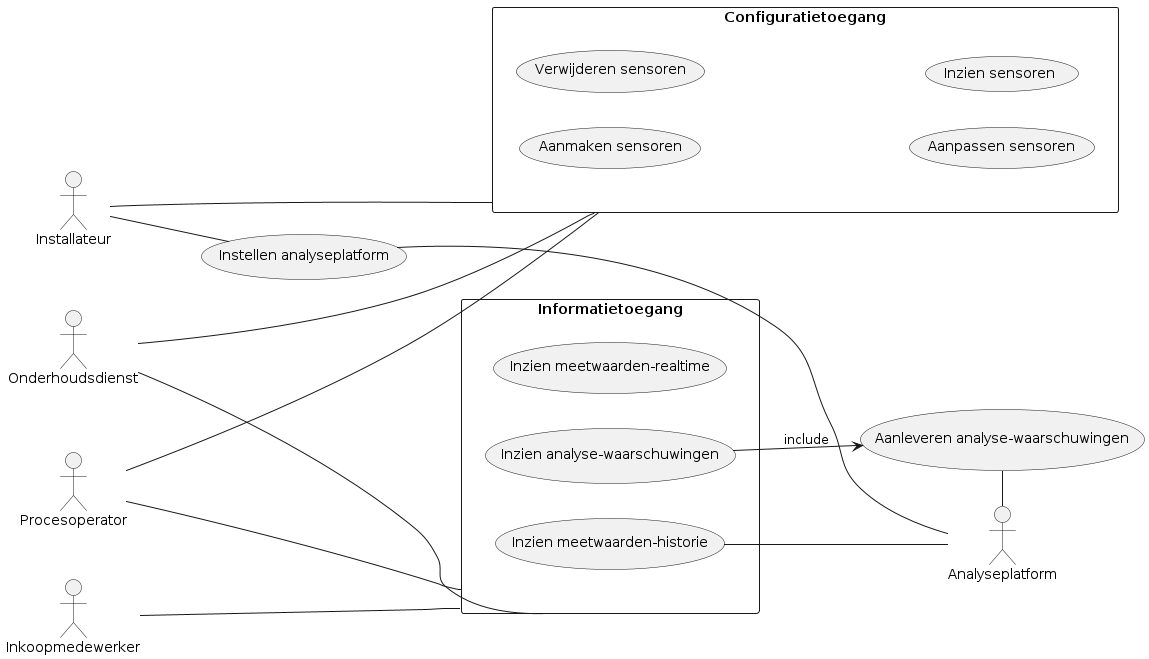 Configuratietoegang
Verwijderen sensoren
Inzien sensoren
Aanmaken sensoren
Aanpassen sensoren
Installateur
Instellen analyseplatform
Informatietoegang
Inzien meetwaarden-realtime
Onderhoudsdienst
include
Aanleveren analyse-waarschuwingen
Inzien analyse-waarschuwingen
Procesoperator
Inzien meetwaarden-historie
Analyseplatform
Inkoopmedewerker